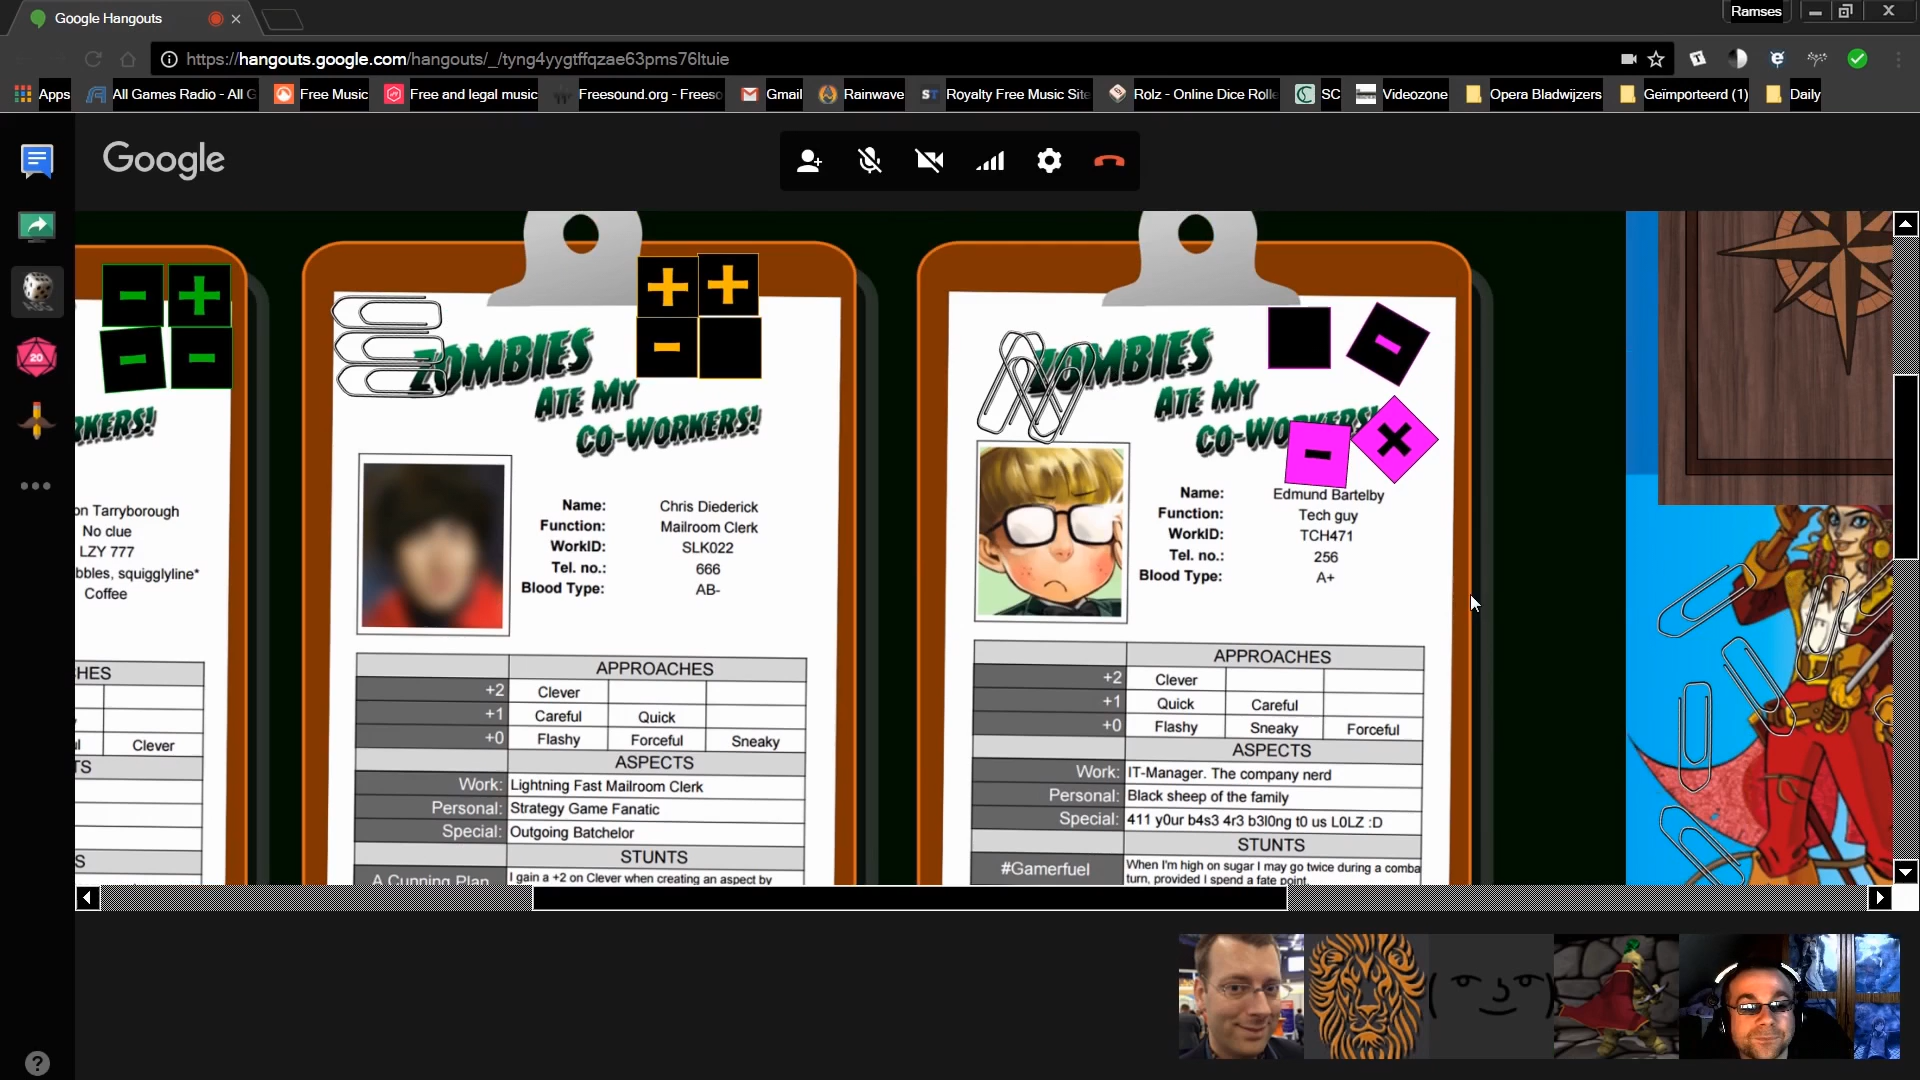 Google Hangouts
Ramses
https://hangouts.google.com/hangouts/_/tyng4yygtffqzae63pms76ltuie
Apps
All Games Radio - All G
Free Music
Free and legal music
Freesound.org - Freeso
Gmail
Rainwave
ST
Royalty Free Music Site
Rolz - Online Dice Rolle
SC
Videozone
Opera Bladwijzers
Geïmporteerd (1)
Daily
Google
20
KERS!
on Tarryborough
No clue
LZY 777
bbles, squigglyline*
Coffee
HES
Clever
TS
S
ZOMBIES
ATE MY
CO-WORKERS!
Name: Chris Diederick
Function: Mailroom Clerk
WorkID: SLK022
Tel. no.: 666
Blood Type: AB-
APPROACHES
+2 Clever
+1 Careful Quick
+0 Flashy Forceful Sneaky
ASPECTS
Work: Lightning Fast Mailroom Clerk
Personal: Strategy Game Fanatic
Special: Outgoing Batchelor
STUNTS
A Cunning Plan I gain a +2 on Clever when creating an aspect by
ZOMBIES
ATE MY
CO-WORKERS!
Name: Edmund Bartelby
Function: Tech guy
WorkID: TCH471
Tel. no.: 256
Blood Type: A+
APPROACHES
+2 Clever
+1 Quick Careful
+0 Flashy Sneaky Forceful
ASPECTS
Work: IT-Manager. The company nerd
Personal: Black sheep of the family
Special: 411 y0ur b4s3 4r3 b3l0ng t0 us L0LZ :D
STUNTS
#Gamerfuel When I'm high on sugar I may go twice during a comba
turn, provided I spend a fate point.